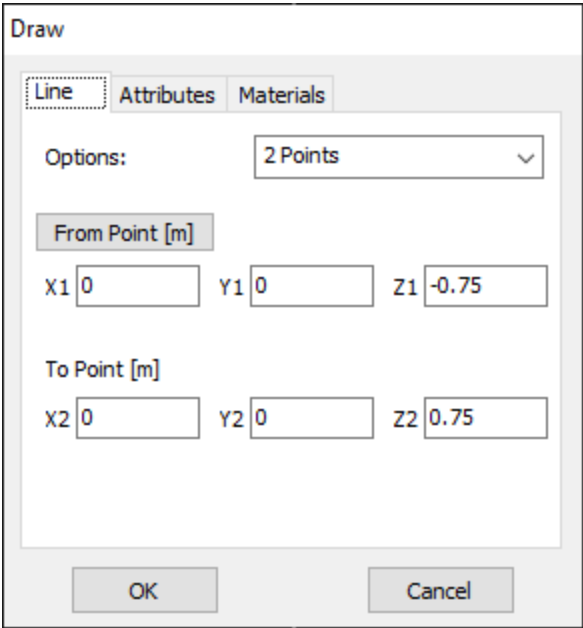 Draw
Line Attributes Materials
Options: 2 Points
From Point [m]
X1 0 Y1 0 Z1 -0.75
To Point [m]
X2 0 Y2 0 Z2 0.75
OK Cancel